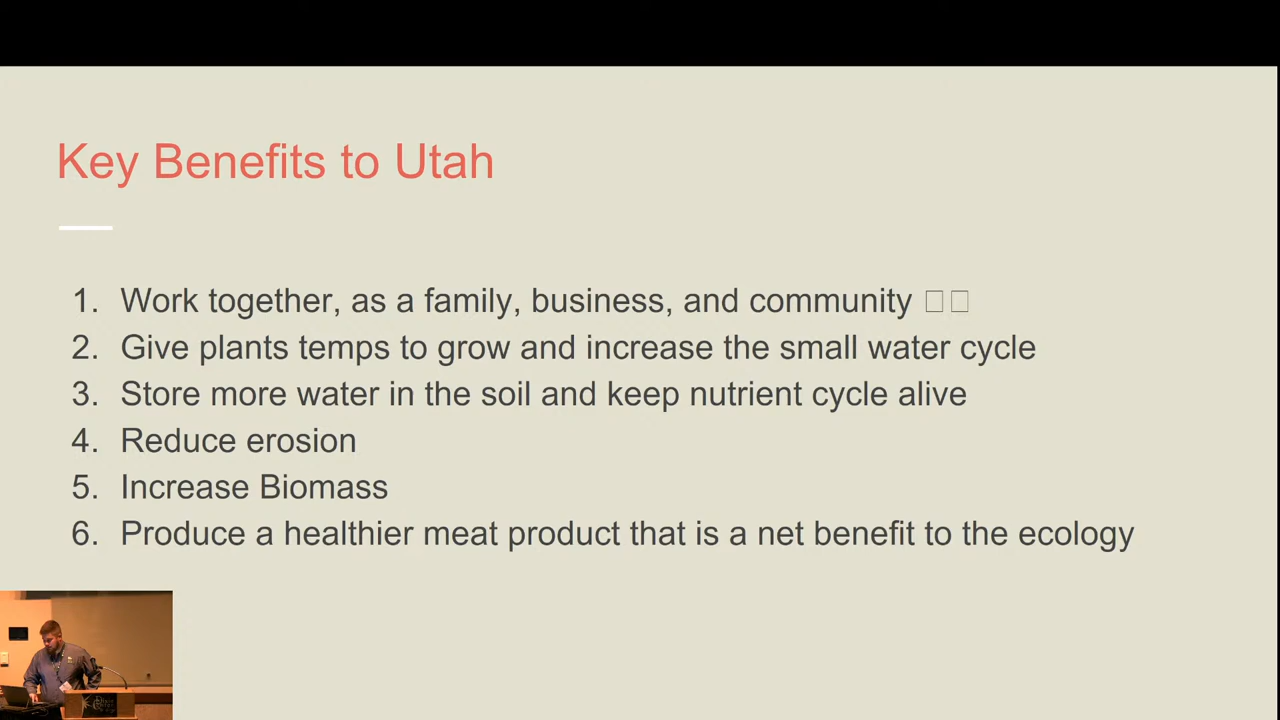 Key Benefits to Utah
1. Work together, as a family, business, and community
2. Give plants temps to grow and increase the small water cycle
3. Store more water in the soil and keep nutrient cycle alive
4. Reduce erosion
5. Increase Biomass
6. Produce a healthier meat product that is a net benefit to the ecology